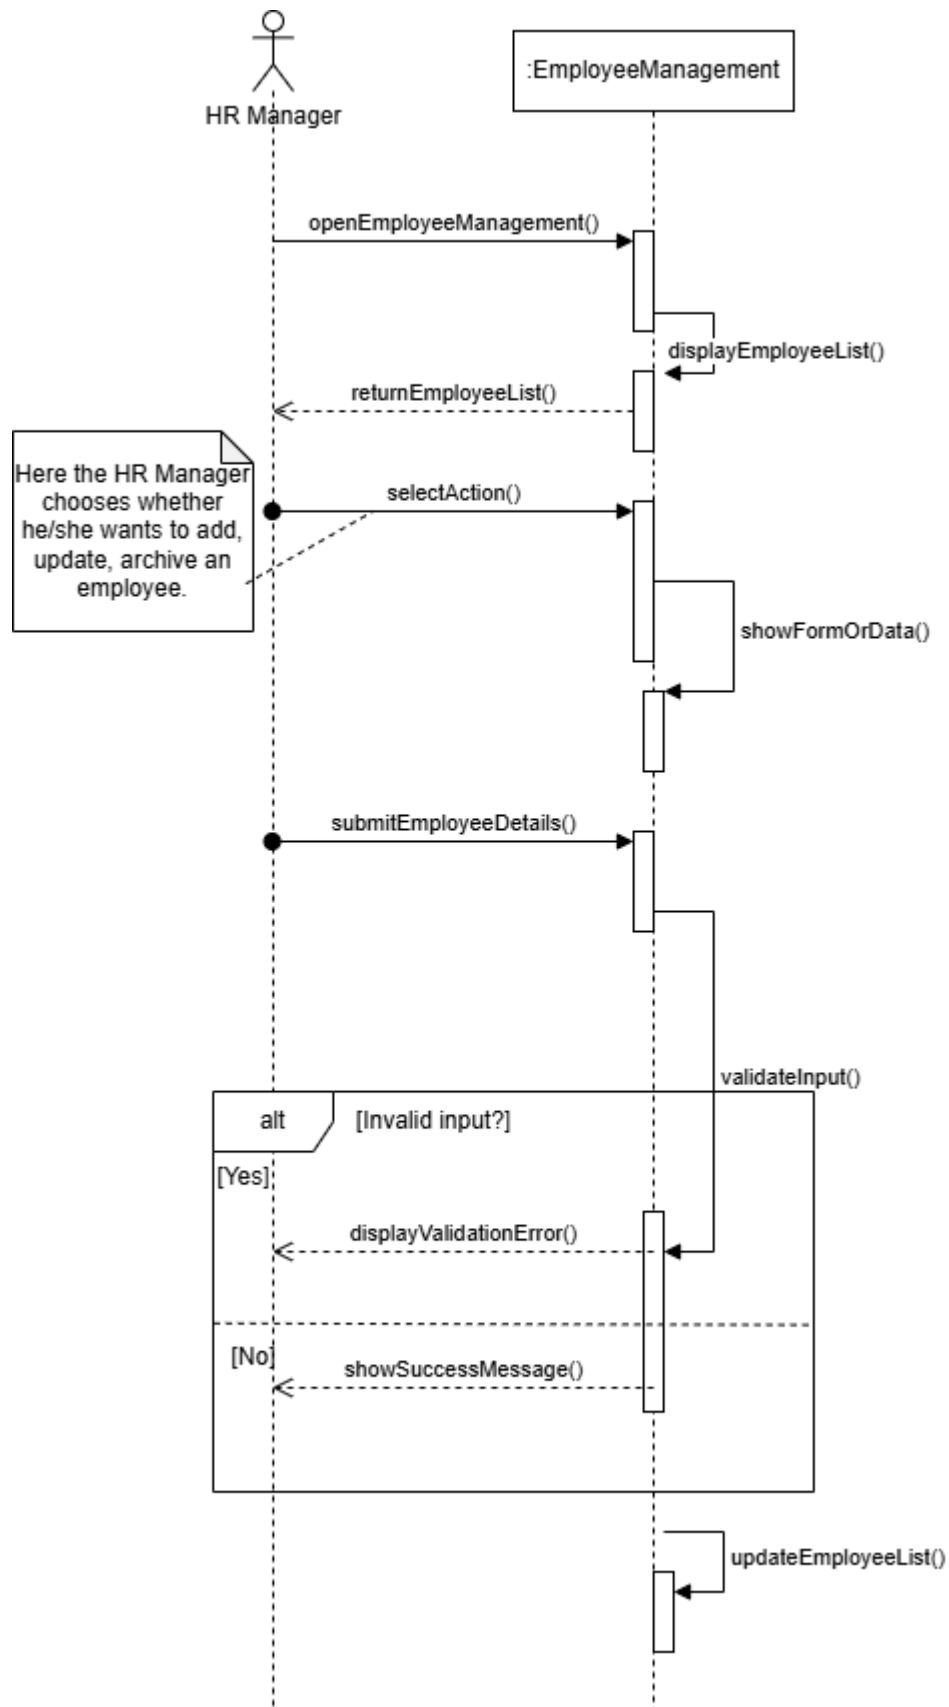 HR Manager
:EmployeeManagement
openEmployeeManagement()
displayEmployeeList()
returnEmployeeList()
Here the HR Manager
chooses whether
he/she wants to add,
update, archive an
employee.
selectAction()
showFormOrData()
submitEmployeeDetails()
validateInput()
alt
[Invalid input?]
[Yes]
displayValidationError()
[No]
showSuccessMessage()
updateEmployeeList()